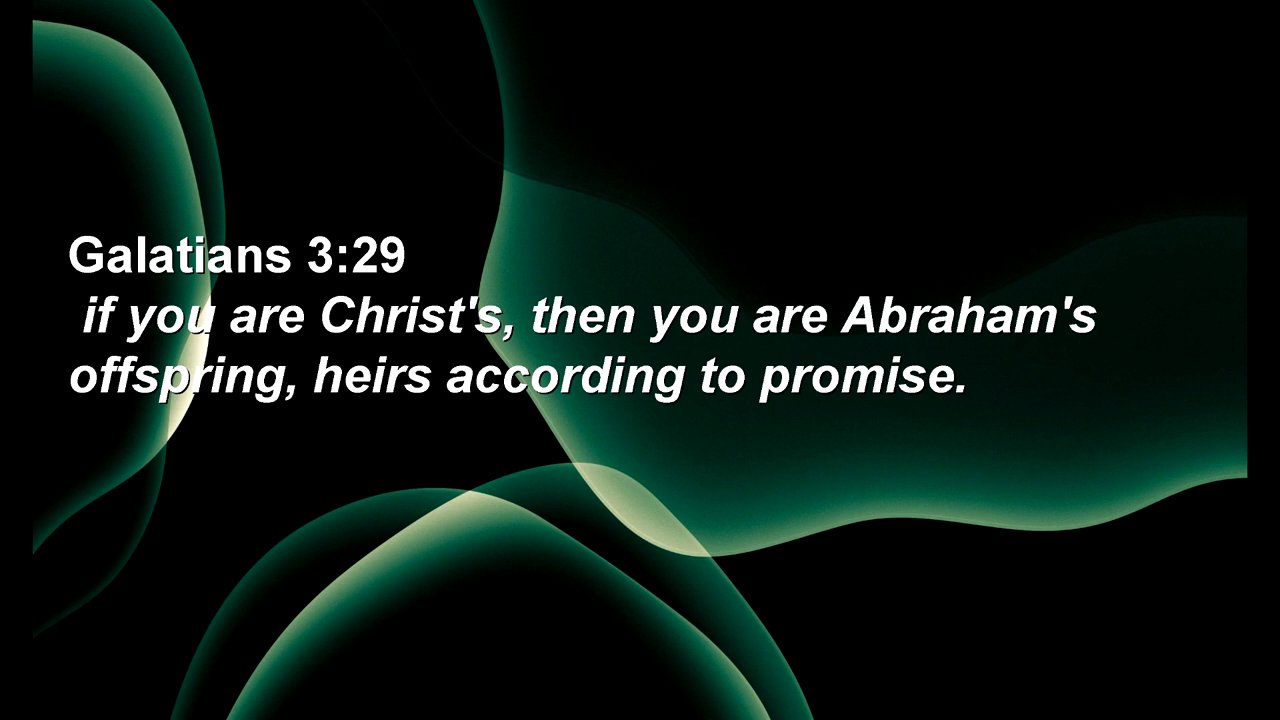 Galatians 3:29
if you are Christ's, then you are Abraham's
offspring, heirs according to promise.